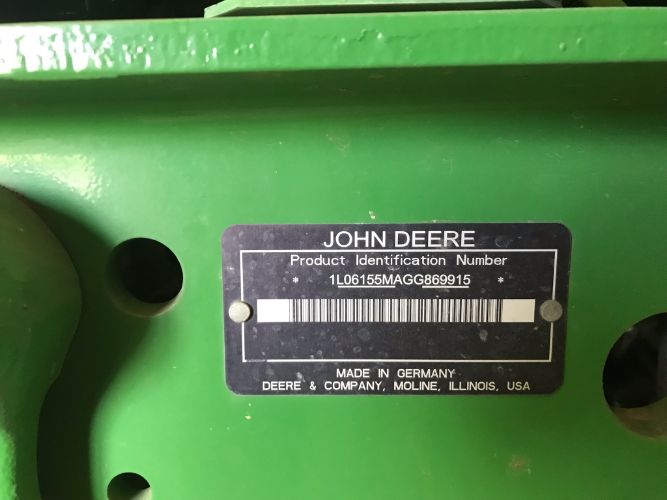 JOHN DEERE
Product Identification Number
* 1L06155MAGG869915 *
MADE IN GERMANY
DEERE & COMPANY, MOLINE, ILLINOIS, USA